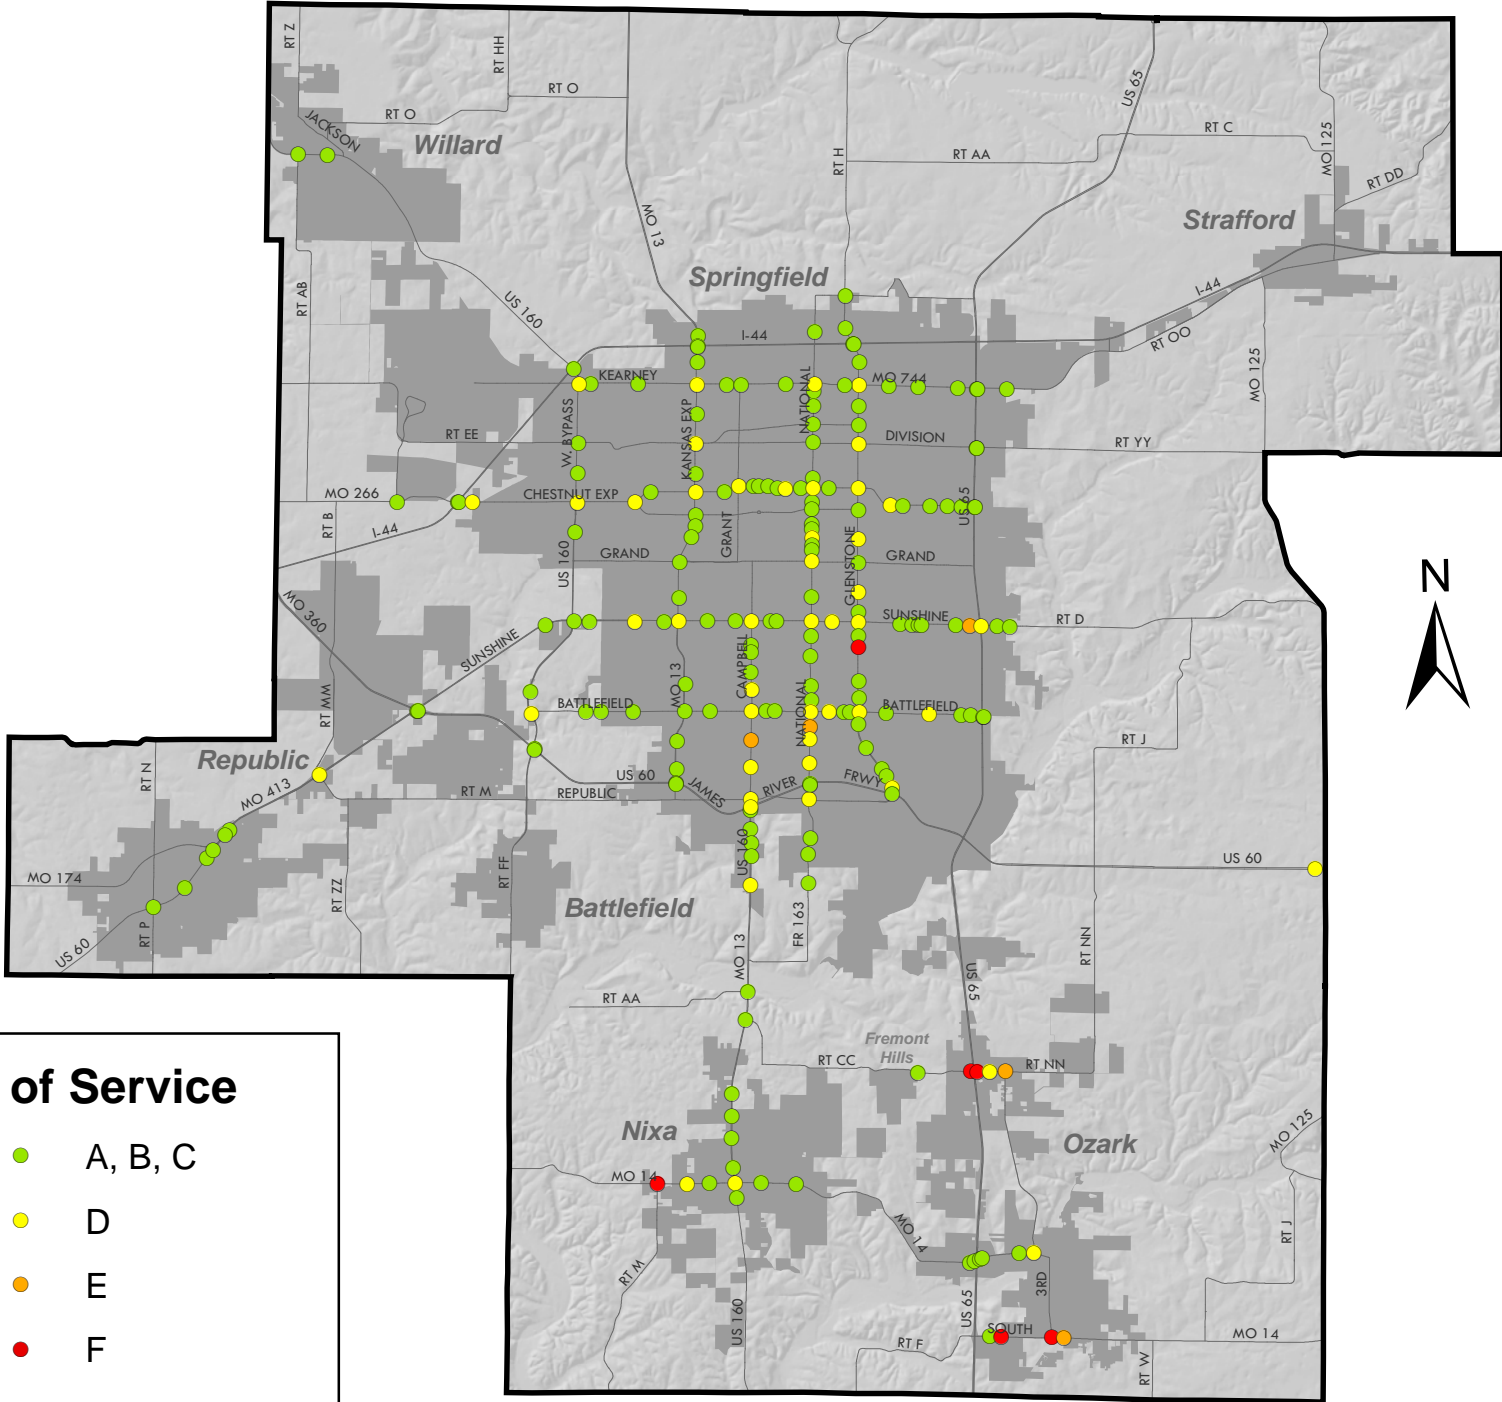 RT Z
RT HH
RT O
RT O
JACKSON
Willard
US 65
RT C
RT AA
RT H
MO 125
RT DD
MO 13
Strafford
Springfield
RT AB
US 160
I-44
I-44
RT OO
KEARNEY
MO 744
MO 125
NATIONAL
W. BYPASS
KANSAS EXP
RT EE
DIVISION
RT YY
MO 266
CHESTNUT EXP
US 65
RT B
I-44
GRANT
GRAND
GRAND
GLENSTONE
US 160
N
MO 360
SUNSHINE
RT D
SUNSHINE
CAMPBELL
MO 13
RT MM
BATTLEFIELD
NATIONAL
BATTLEFIELD
RT J
Republic
RT N
MO 413
US 60
RT M
REPUBLIC
JAMES
RIVER
FRWY
US 160
US 60
MO 174
RT FF
RT ZZ
Battlefield
RT P
US 60
FR 163
MO 13
RT NN
US 65
RT AA
Fremont
Hills
RT CC
RT NN
of Service
A, B, C
D
E
F
Nixa
Ozark
MO 125
MO 14
MO 14
RT J
RT M
3RD
US 160
US 65
SOUTH
RT F
MO 14
RT W